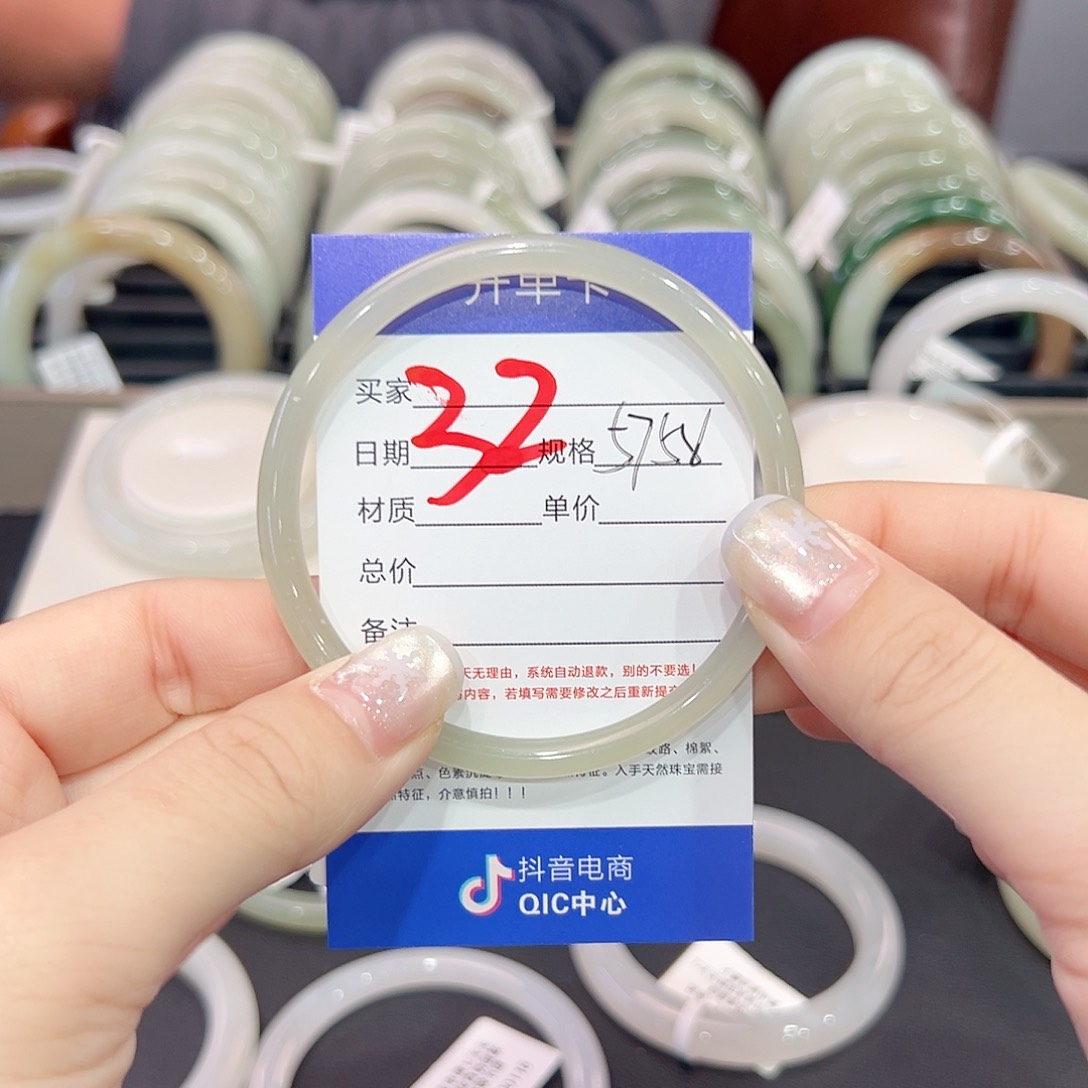 开单卡
买家
32
日期 规格 57 58
材质 单价
总价
备注
天无理由，系统自动退款，别的不要选！
内容，若填写需要修改之后重新提交
纹路、棉絮、
点、色素沉淀 特征。入手天然珠宝需接
特征，介意慎拍！！！
抖音电商
QIC中心